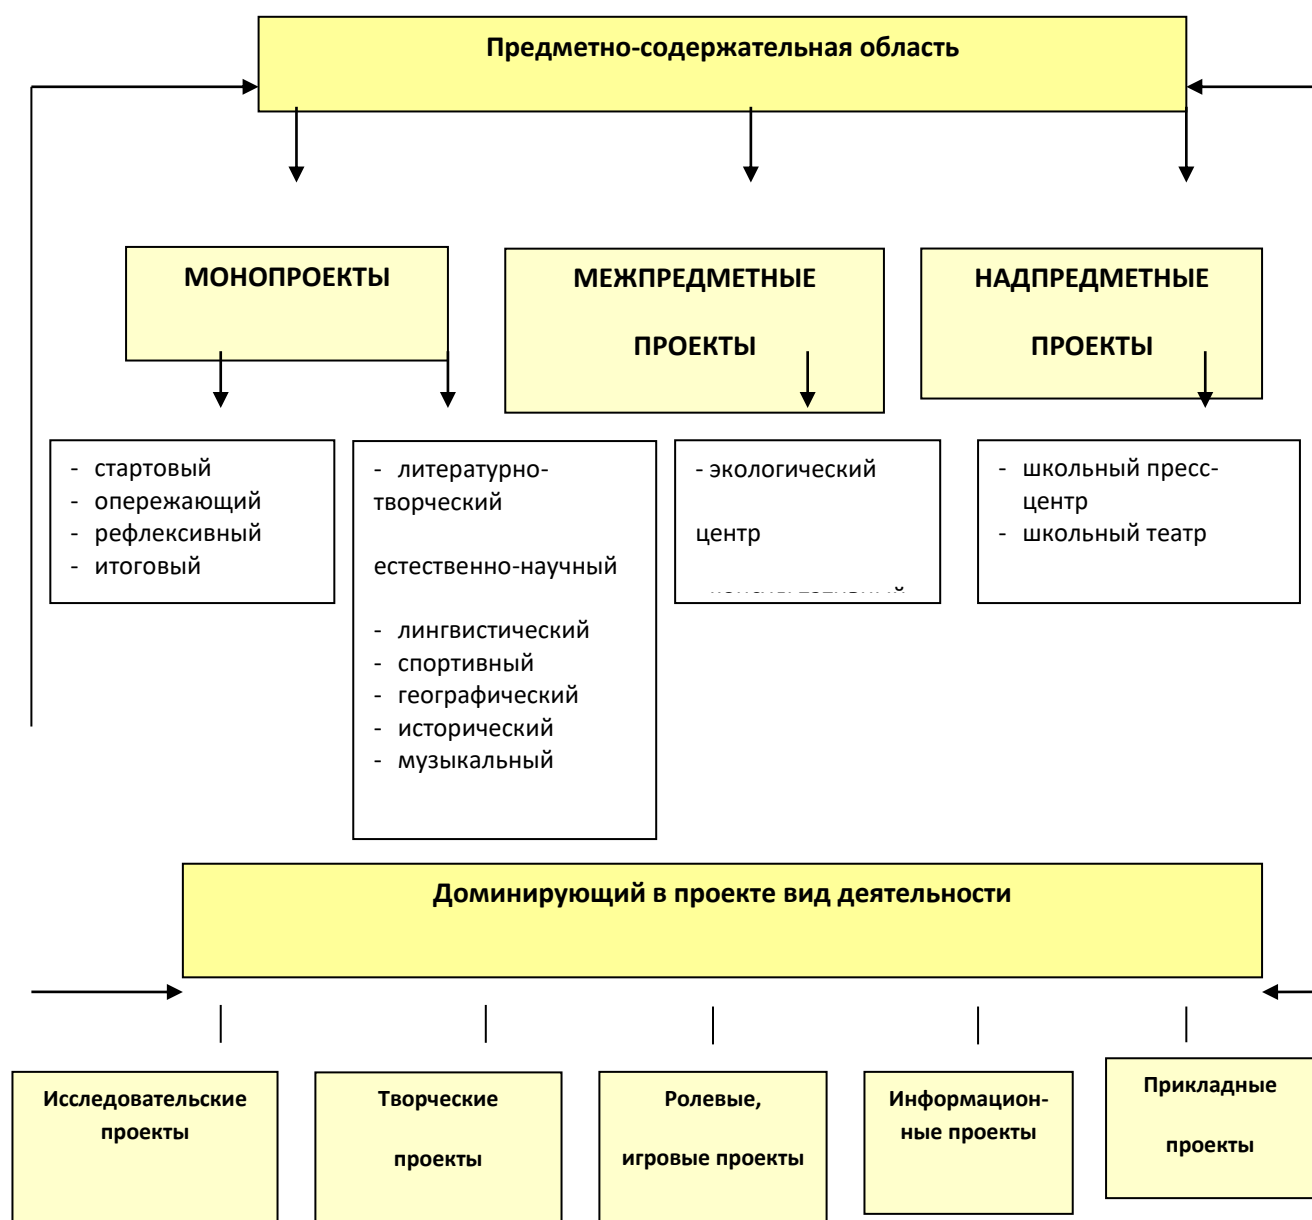 Предметно-содержательная область
МОНОПРОЕКТЫ
МЕЖПРЕДМЕТНЫЕ
ПРОЕКТЫ
НАДПРЕДМЕТНЫЕ
ПРОЕКТЫ
- стартовый
- опережающий
- рефлексивный
- итоговый
- литературно-
творческий
естественно-научный
- лингвистический
- спортивный
- географический
- исторический
- музыкальный
- экологический
центр
- школьный пресс-
центр
- школьный театр
Доминирующий в проекте вид деятельности
Исследовательские
проекты
Творческие
проекты
Ролевые,
игровые проекты
Информацион-
ные проекты
Прикладные
проекты